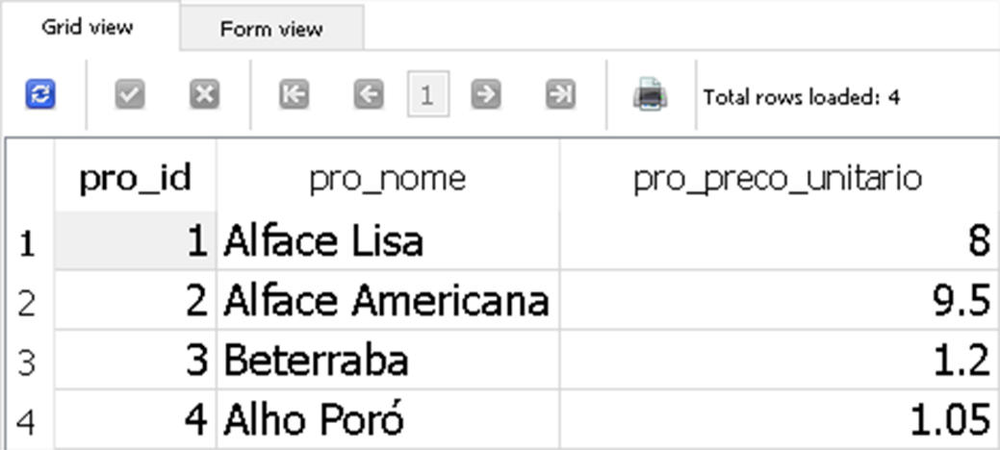 Grid view Form view
1 Total rows loaded: 4
pro_id pro_nome pro_preco_unitario
1 1 Alface Lisa 8
2 2 Alface Americana 9.5
3 3 Beterraba 1.2
4 4 Alho Poró 1.05